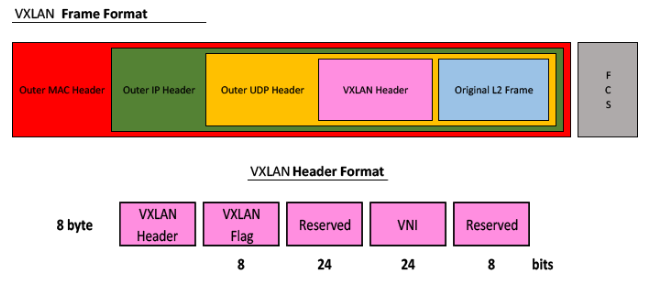 VXLAN Frame Format
Outer MAC Header Outer IP Header Outer UDP Header VXLAN Header Original L2 Frame
F
C
S
VXLAN Header Format
8 byte
VXLAN
Header
VXLAN
Flag
Reserved
VNI
Reserved
8 24 24 8 bits